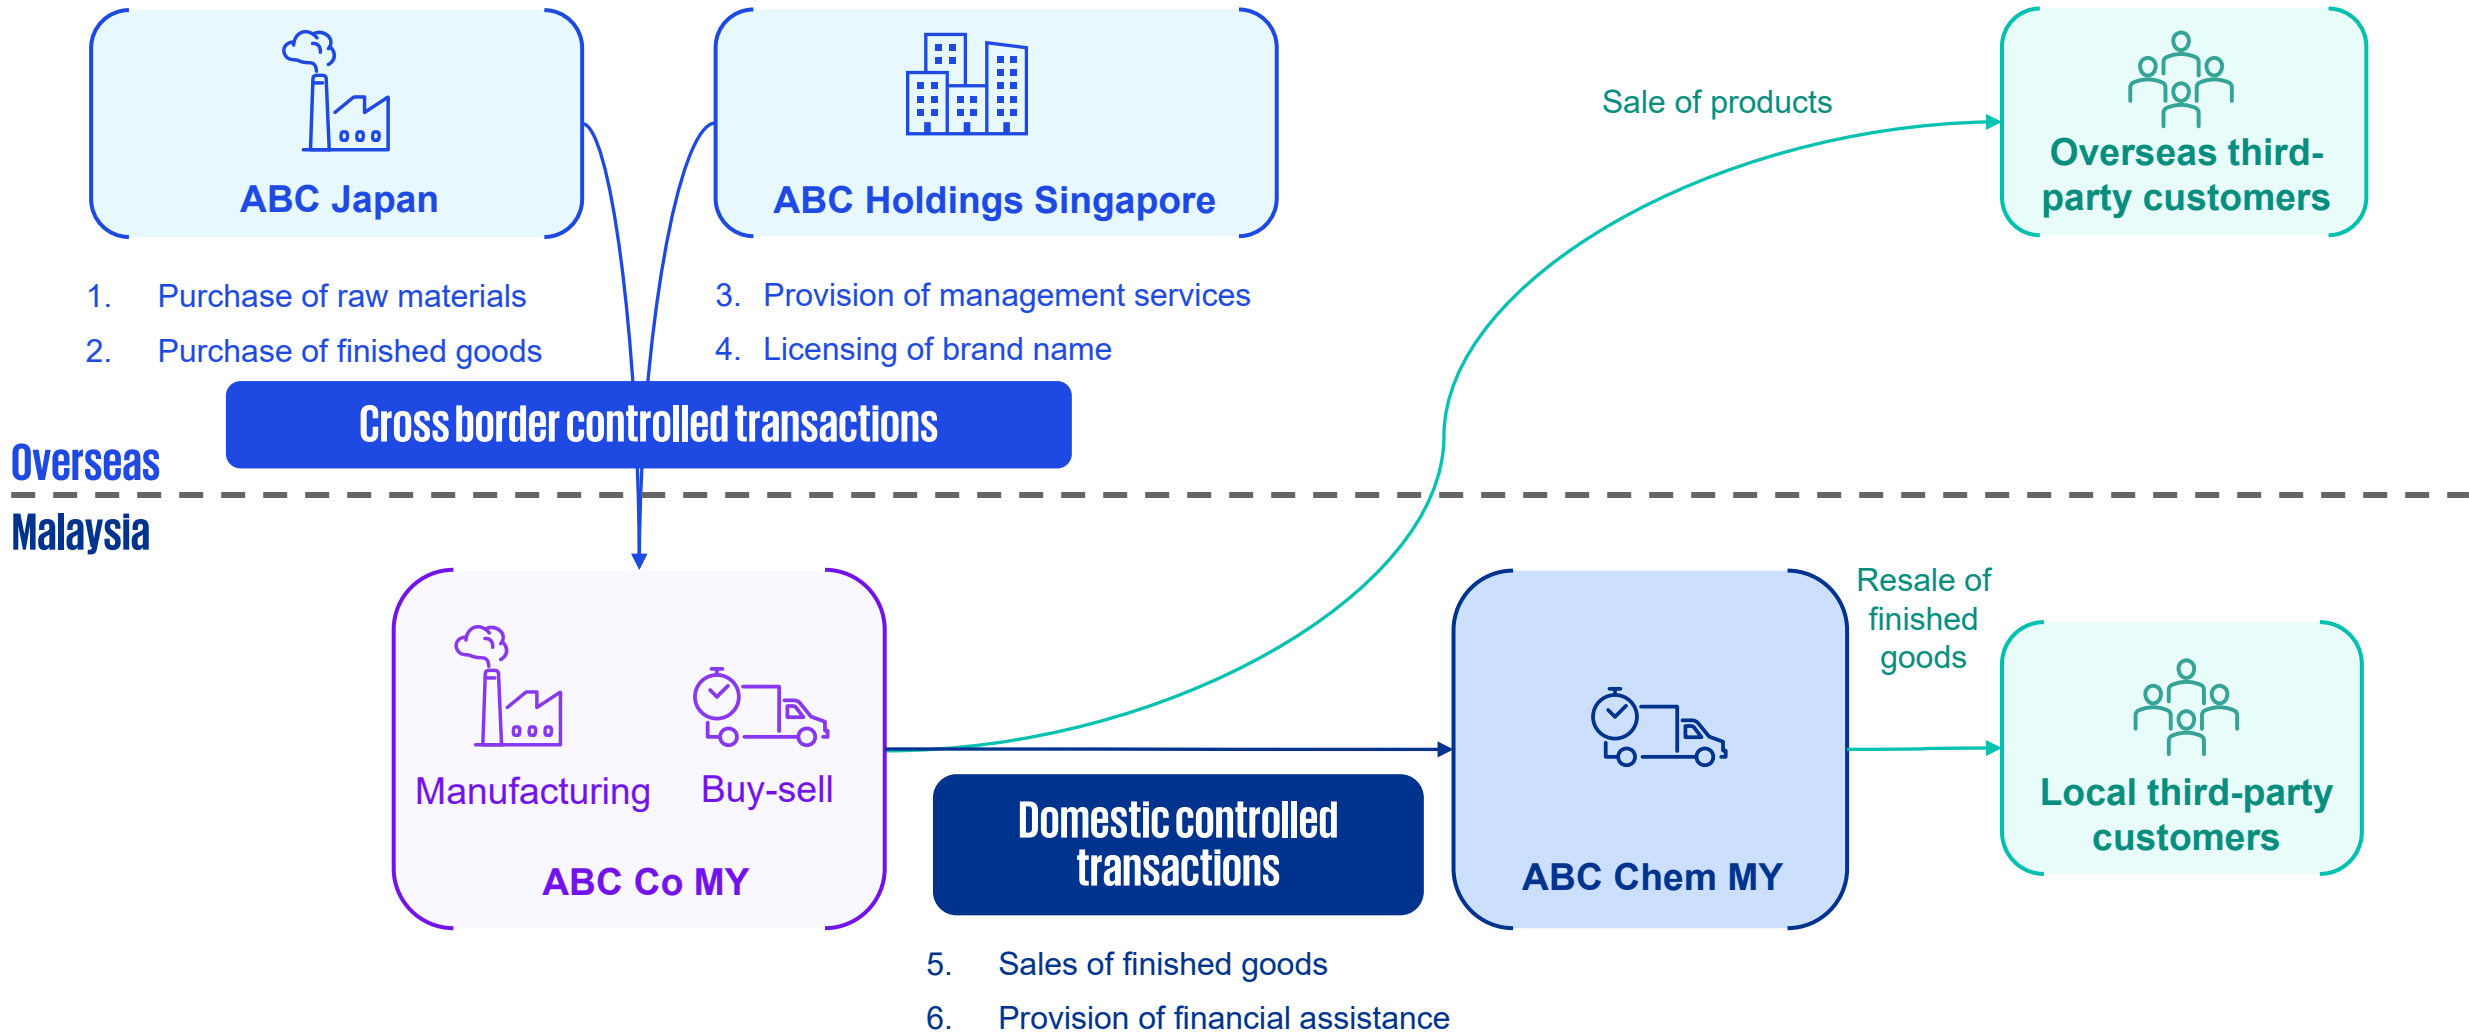 ABC Japan
ABC Holdings Singapore
Sale of products
Overseas third-
party customers
1. Purchase of raw materials
2. Purchase of finished goods
3. Provision of management services
4. Licensing of brand name
Cross border controlled transactions
Overseas
Malaysia
Manufacturing
Buy-sell
ABC Co MY
Domestic controlled
transactions
5. Sales of finished goods
6. Provision of financial assistance
ABC Chem MY
Resale of
finished
goods
Local third-party
customers